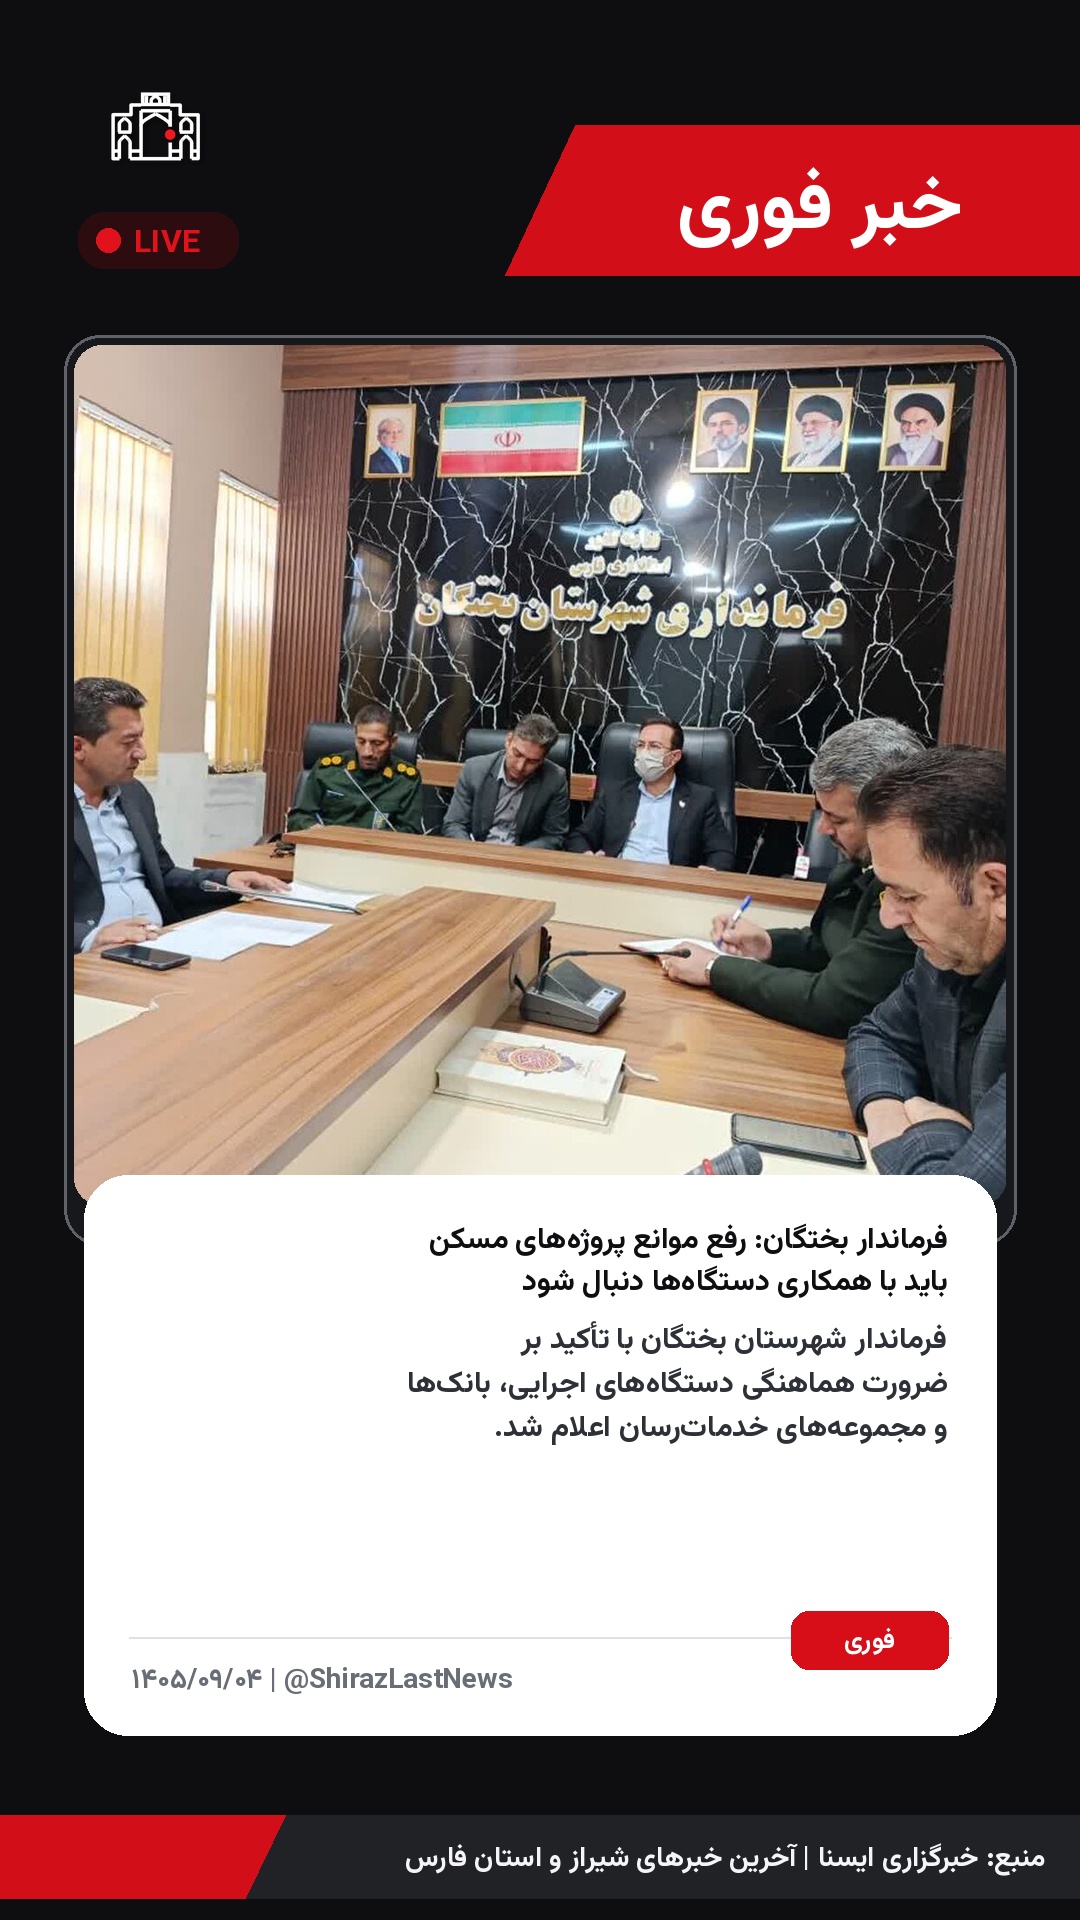 خبر فوری
LIVE
استانداری فارس
فرمانداری شهرستان بختگان
فرماندار بختگان: رفع موانع پروژه‌های مسکن
باید با همکاری دستگاه‌ها دنبال شود
فرماندار شهرستان بختگان با تأکید بر
ضرورت هماهنگی دستگاه‌های اجرایی، بانک‌ها
و مجموعه‌های خدمات‌رسان اعلام شد.
فوری
۱۴۰۵/۰۹/۰۴ | @ShirazLastNews
منبع: خبرگزاری ایسنا | آخرین خبرهای شیراز و استان فارس